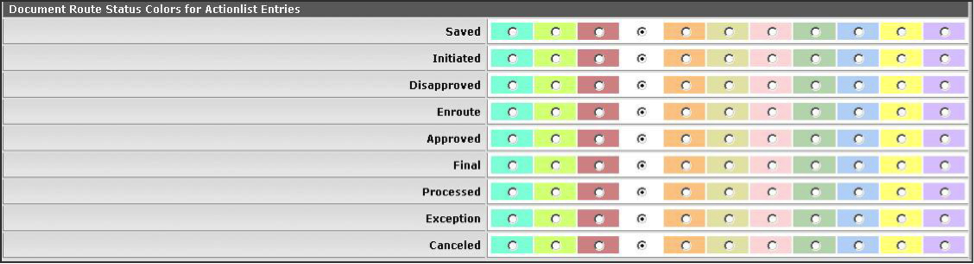 Document Route Status Colors for Actionlist Entries
Saved
Initiated
Disapproved
Enroute
Approved
Final
Processed
Exception
Canceled